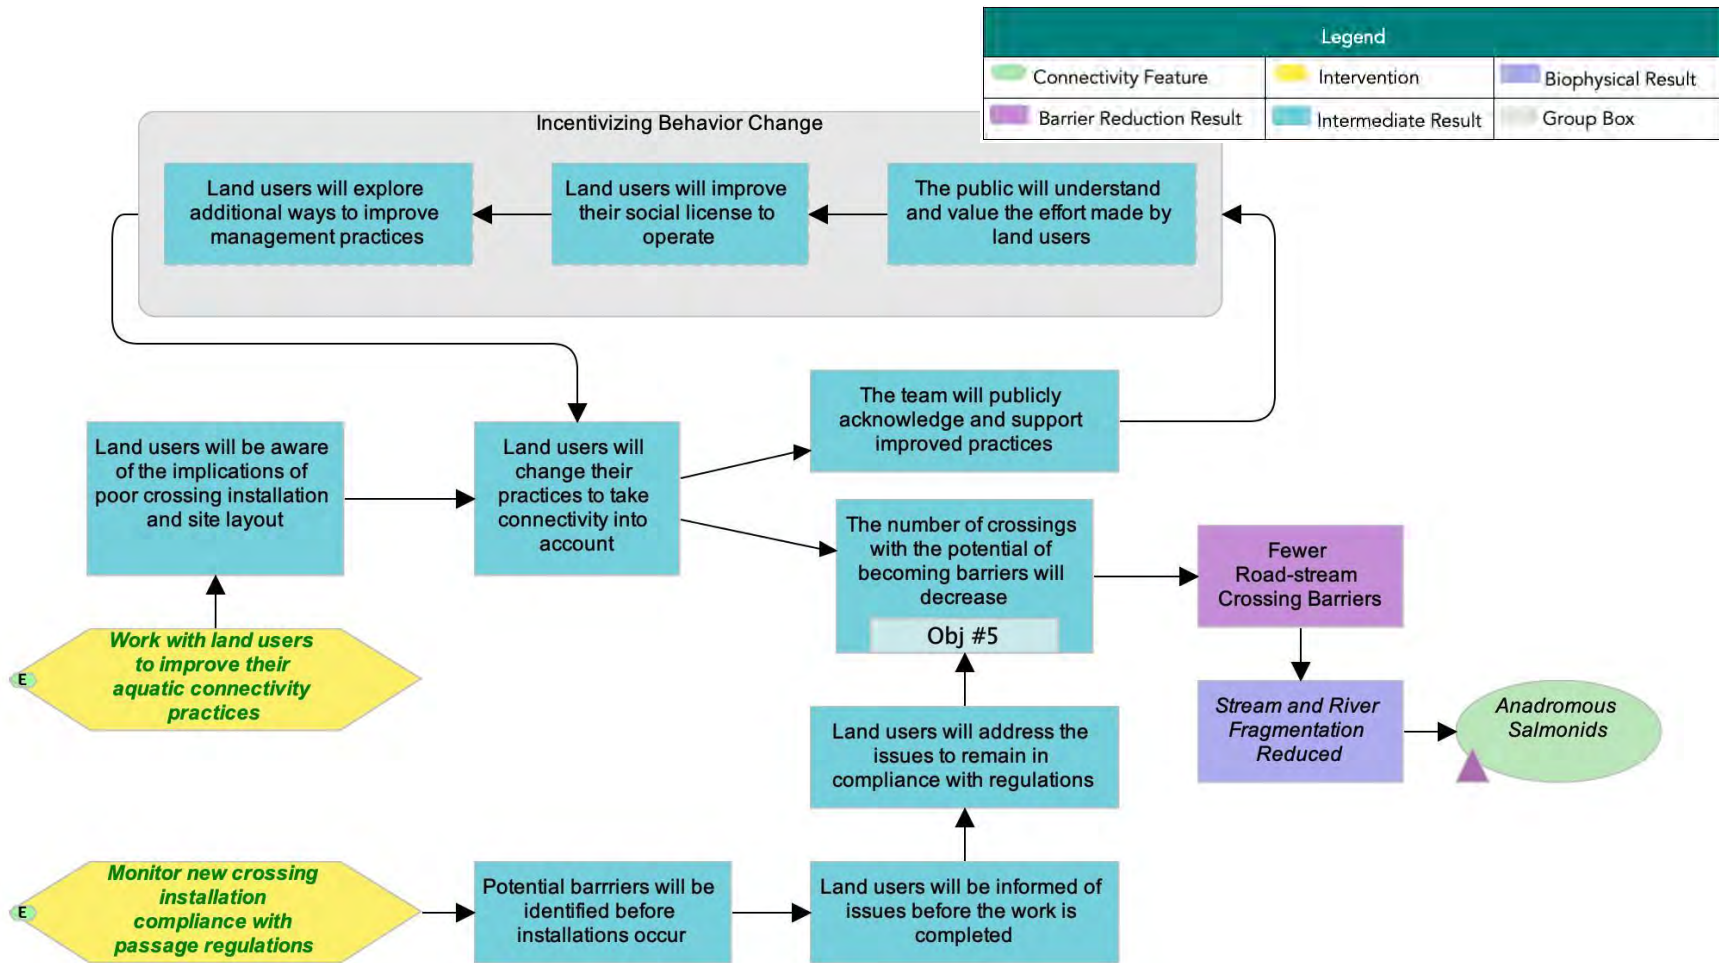 Legend
Connectivity Feature
Intervention
Biophysical Result
Barrier Reduction Result
Intermediate Result
Group Box
Incentivizing Behavior Change
Land users will explore
additional ways to improve
management practices
Land users will improve
their social license to
operate
The public will understand
and value the effort made by
land users
The team will publicly
acknowledge and support
improved practices
Land users will be aware
of the implications of
poor crossing installation
and site layout
Land users will
change their
practices to take
connectivity into
account
The number of crossings
with the potential of
becoming barriers will
decrease
Obj #5
Fewer
Road-stream
Crossing Barriers
Work with land users
to improve their
aquatic connectivity
practices
E
Stream and River
Fragmentation
Reduced
Anadromous
Salmonids
Land users will address the
issues to remain in
compliance with regulations
Monitor new crossing
installation
compliance with
passage regulations
E
Potential barrriers will be
identified before
installations occur
Land users will be informed of
issues before the work is
completed